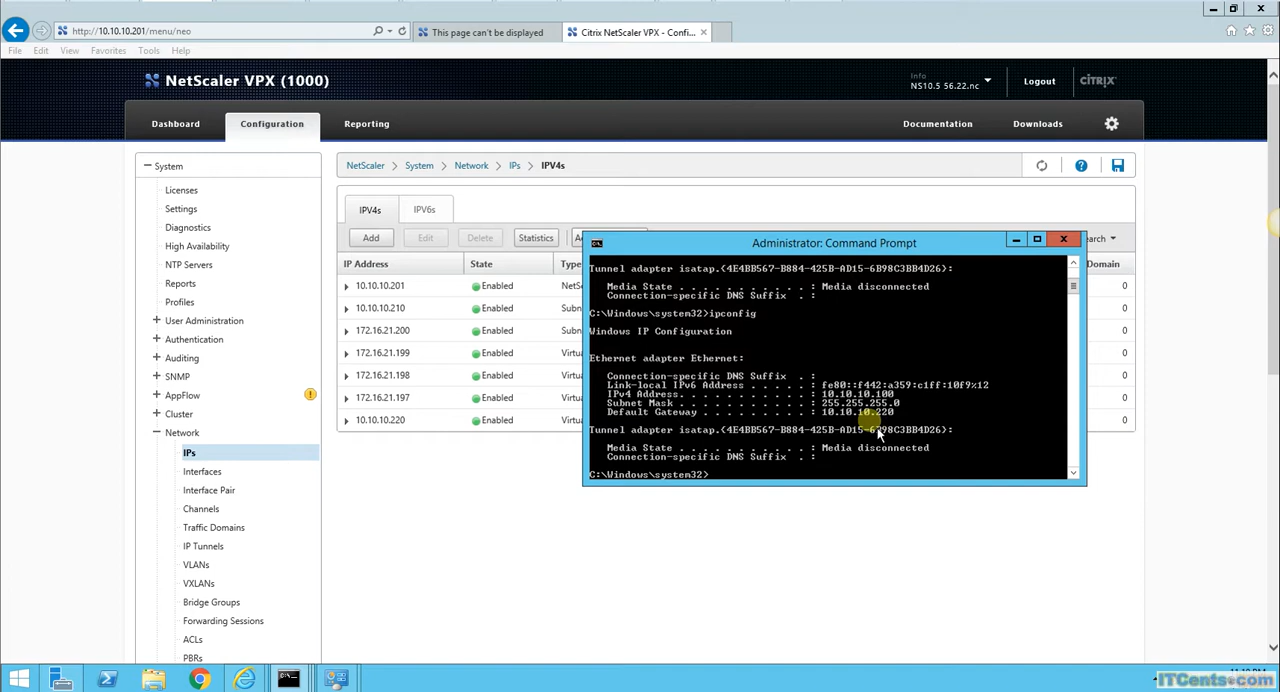 http://10.10.10.201/menu/neo
This page can't be displayed
Citrix NetScaler VPX - Confi...
File Edit View Favorites Tools Help
NetScaler VPX (1000)
Info
NS10.5 56.22.nc
Logout
CITRIX
Dashboard
Configuration
Reporting
Documentation
Downloads
System
Licenses
Settings
Diagnostics
High Availability
NTP Servers
Reports
Profiles
User Administration
Authentication
Auditing
SNMP
AppFlow
Cluster
Network
IPs
Interfaces
Interface Pair
Channels
Traffic Domains
IP Tunnels
VLANs
VXLANs
Bridge Groups
Forwarding Sessions
ACLs
PBRs
NetScaler > System > Network > IPs > IPV4s
IPV4s
IPV6s
Add
Edit
Delete
Statistics
earch
IP Address State Type Domain
10.10.10.201 Enabled NetS 0
10.10.10.210 Enabled Subn 0
172.16.21.200 Enabled Subn 0
172.16.21.199 Enabled Virtua 0
172.16.21.198 Enabled Virtua 0
172.16.21.197 Enabled Virtua 0
10.10.10.220 Enabled Subn 0
Administrator: Command Prompt
Tunnel adapter isatap.{4E4BB567-B884-425B-AD15-6B98C3BB4D26}:
Media State . . . . . . . . . . . : Media disconnected
Connection-specific DNS Suffix . :
C:\Windows\system32>ipconfig
Windows IP Configuration
Ethernet adapter Ethernet:
Connection-specific DNS Suffix . :
Link-local IPv6 Address . . . . . : fe80::f442:a359:c1ff:10f9%12
IPv4 Address. . . . . . . . . . . : 10.10.10.100
Subnet Mask . . . . . . . . . . . : 255.255.255.0
Default Gateway . . . . . . . . . : 10.10.10.220
Tunnel adapter isatap.{4E4BB567-B884-425B-AD15-6B98C3BB4D26}:
Media State . . . . . . . . . . . : Media disconnected
Connection-specific DNS Suffix . :
C:\Windows\system32>
ITCents.com